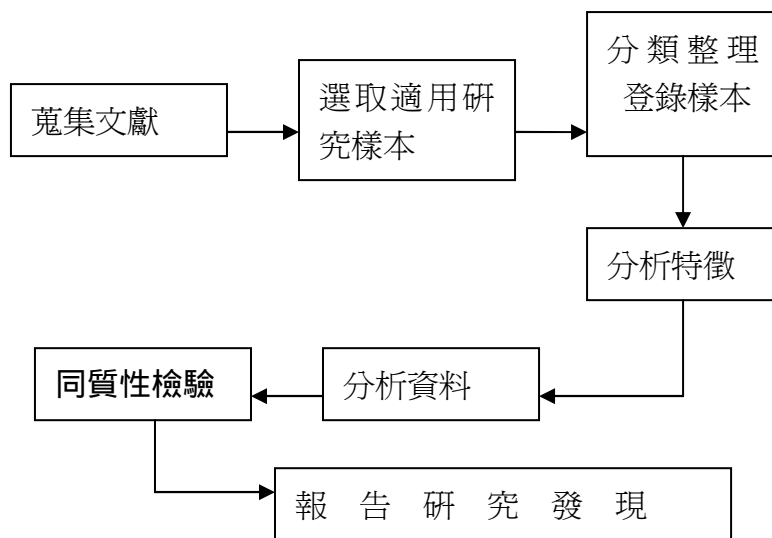 蒐集文獻
選取適用研
究樣本
分類整理
登錄樣本
分析特徵
分析資料
同質性檢驗
報告研究發現